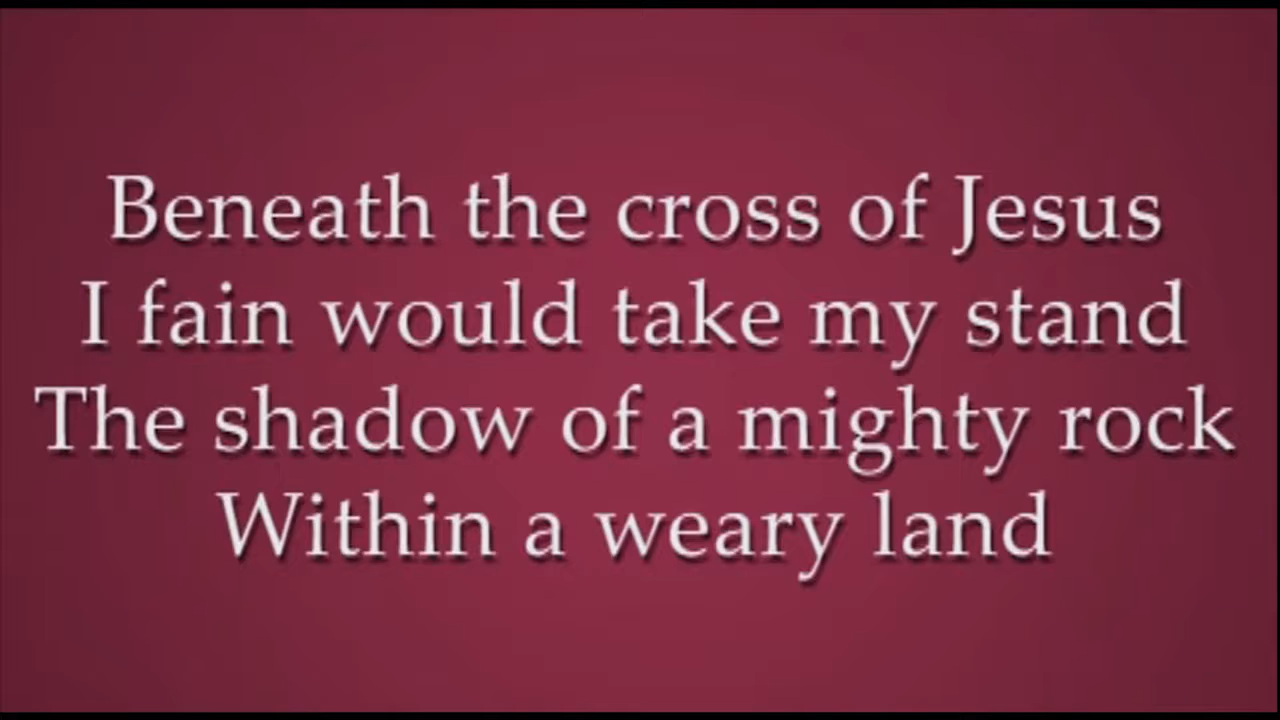 Beneath the cross of Jesus
I fain would take my stand
The shadow of a mighty rock
Within a weary land